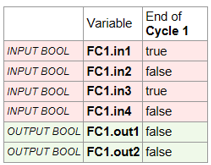 Variable End of Cycle 1
INPUT BOOL FC1.in1 true
INPUT BOOL FC1.in2 false
INPUT BOOL FC1.in3 true
INPUT BOOL FC1.in4 false
OUTPUT BOOL FC1.out1 false
OUTPUT BOOL FC1.out2 false